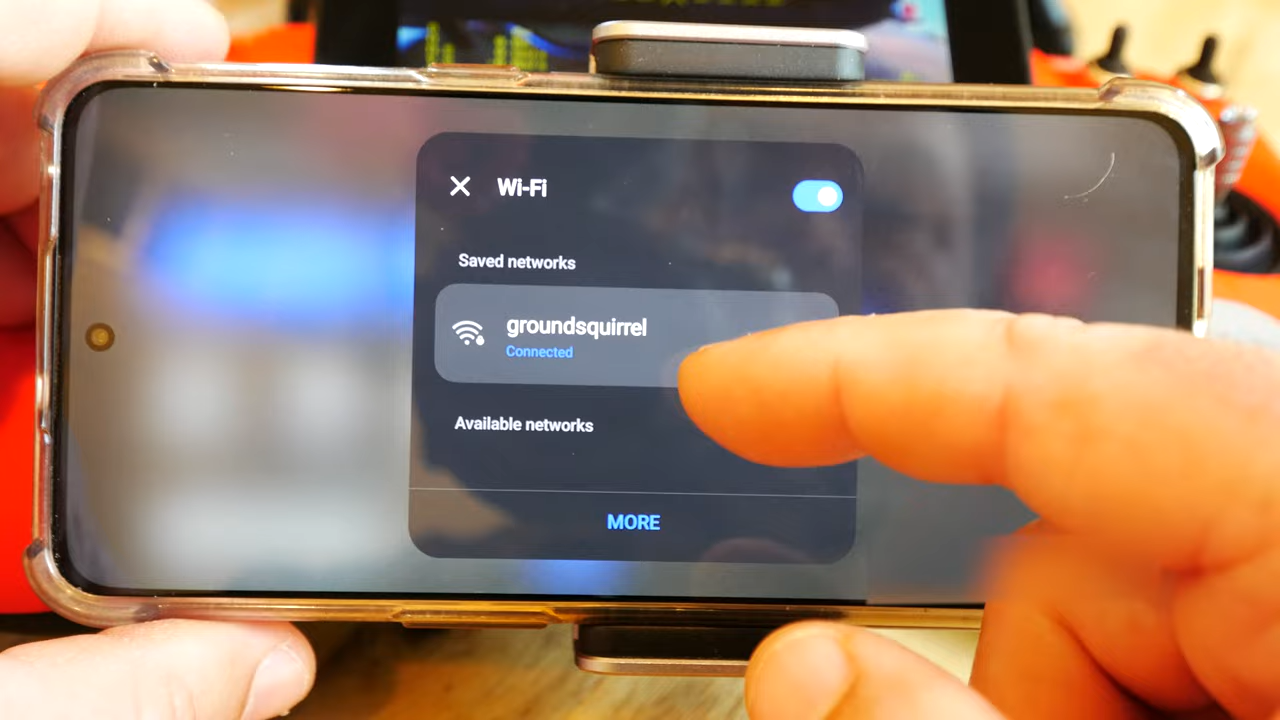 Wi-Fi
Saved networks
groundsquirrel
Connected
Available networks
MORE